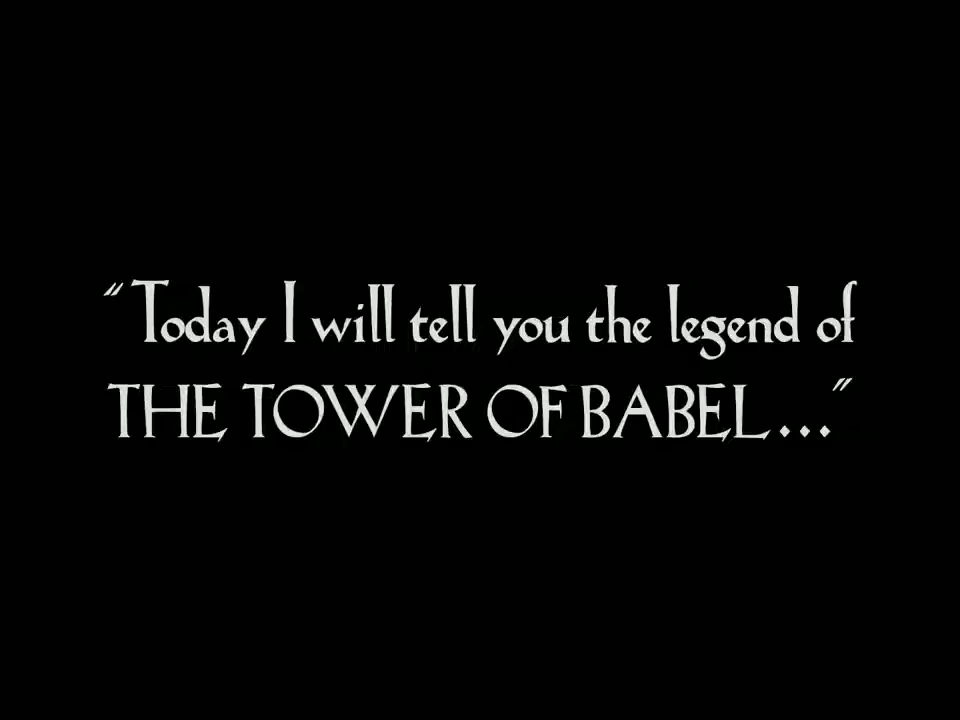 “Today I will tell you the legend of
THE TOWER OF BABEL...”